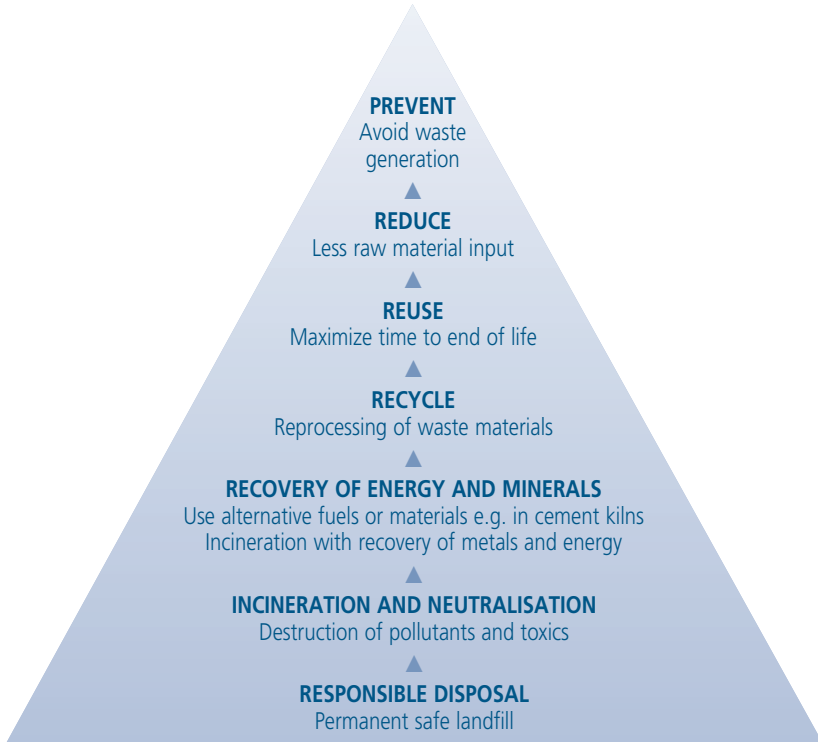 PREVENT
Avoid waste
generation
REDUCE
Less raw material input
REUSE
Maximize time to end of life
RECYCLE
Reprocessing of waste materials
RECOVERY OF ENERGY AND MINERALS
Use alternative fuels or materials e.g. in cement kilns
Incineration with recovery of metals and energy
INCINERATION AND NEUTRALISATION
Destruction of pollutants and toxics
RESPONSIBLE DISPOSAL
Permanent safe landfill